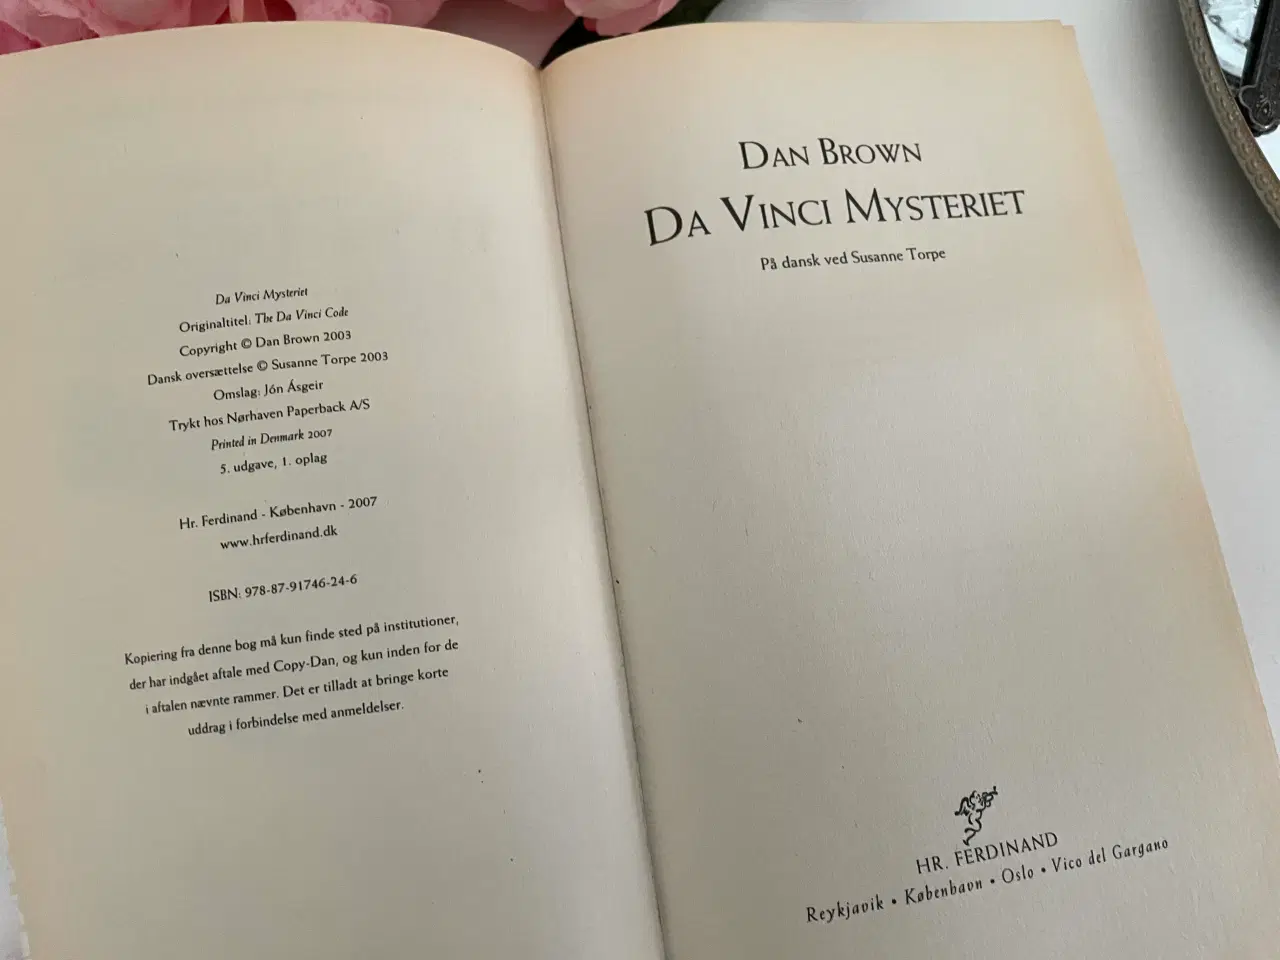 Da Vinci Mysteriet
Originaltitel: The Da Vinci Code
Copyright © Dan Brown 2003
Dansk oversættelse © Susanne Torpe 2003
Omslag: Jón Ásgeir
Trykt hos Nørhaven Paperback A/S
Printed in Denmark 2007
5. udgave, 1. oplag
Hr. Ferdinand - København - 2007
www.hrferdinand.dk
ISBN: 978-87-91746-24-6
Kopiering fra denne bog må kun finde sted på institutioner,
der har indgået aftale med Copy-Dan, og kun inden for de
i aftalen nævnte rammer. Det er tilladt at bringe korte
uddrag i forbindelse med anmeldelser.
DAN BROWN
DA VINCI MYSTERIET
På dansk ved Susanne Torpe
HR. FERDINAND
Reykjavik • København • Oslo • Vico del Gargano